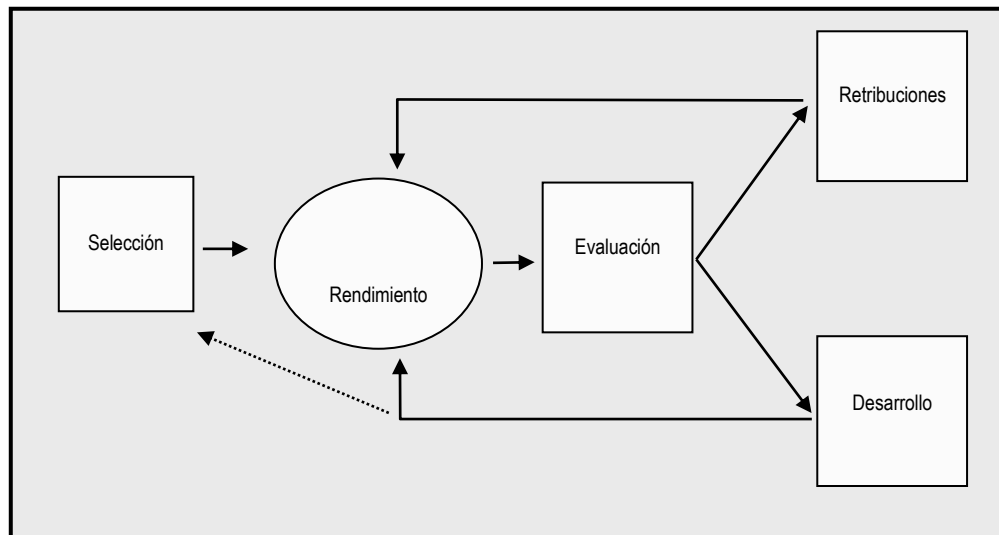 Retribuciones
Selección
Evaluación
Rendimiento
Desarrollo